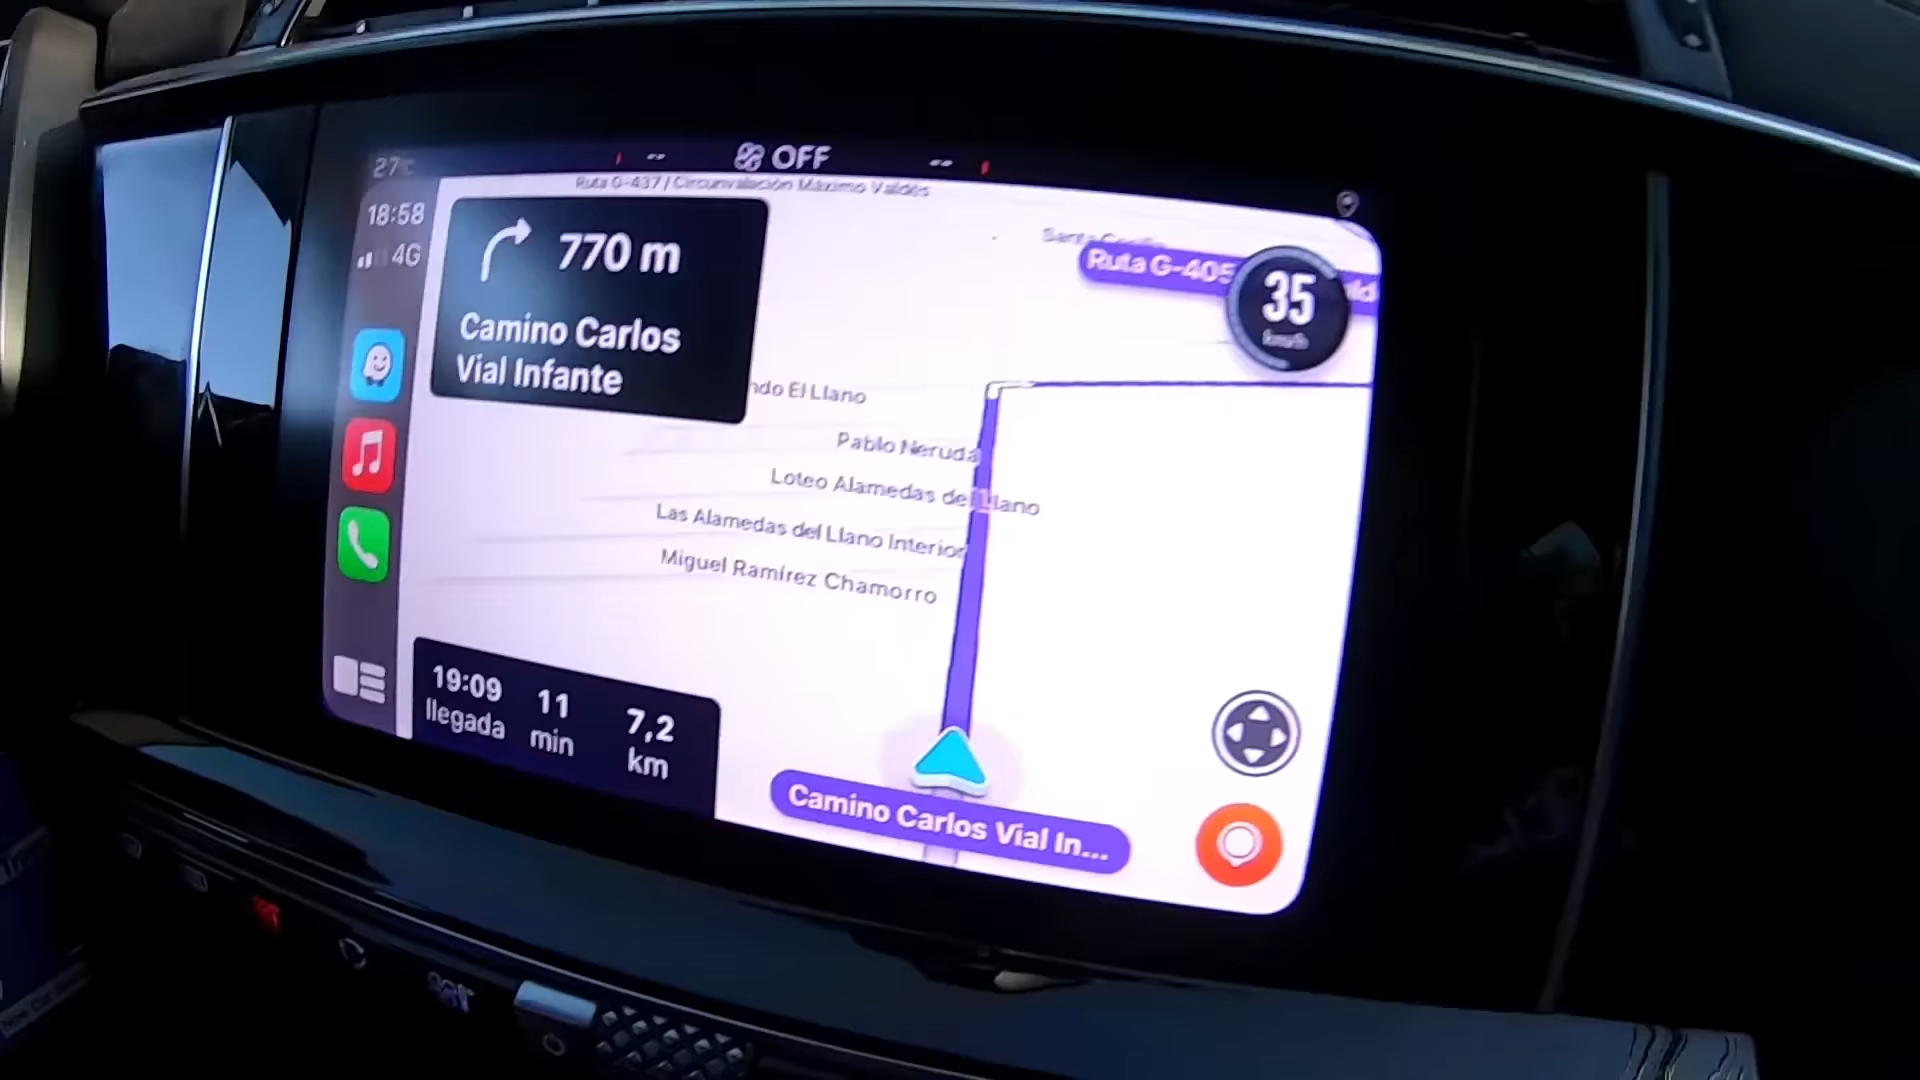 27°C
-- OFF --
18:58
4G
Ruta G-437 / Circunvalación Máximo Valdés
770 m
Camino Carlos
Vial Infante
Ruta G-405
35
km/h
ndo El Llano
Pablo Neruda
Loteo Alamedas del Llano
Las Alamedas del Llano Interior
Miguel Ramírez Chamorro
19:09 11 7,2
llegada min km
Camino Carlos Vial In...